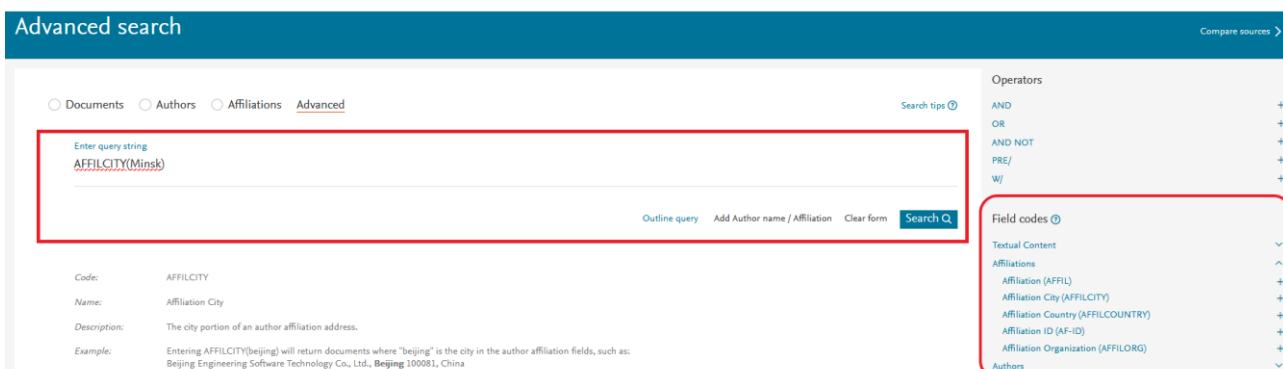 Advanced search
Compare sources
Documents Authors Affiliations Advanced
Search tips
Enter query string
AFFILCITY(Minsk)
Outline query Add Author name / Affiliation Clear form Search
Code: AFFILCITY
Name: Affiliation City
Description: The city portion of an author affiliation address.
Example: Entering AFFILCITY(beijing) will return documents where "beijing" is the city in the author affiliation fields, such as:
Beijing Engineering Software Technology Co., Ltd., Beijing 100081, China
Operators
AND
OR
AND NOT
PRE/
W/
Field codes
Textual Content
Affiliations
Affiliation (AFFIL)
Affiliation City (AFFILCITY)
Affiliation Country (AFFILCOUNTRY)
Affiliation ID (AF-ID)
Affiliation Organization (AFFILORG)
Authors